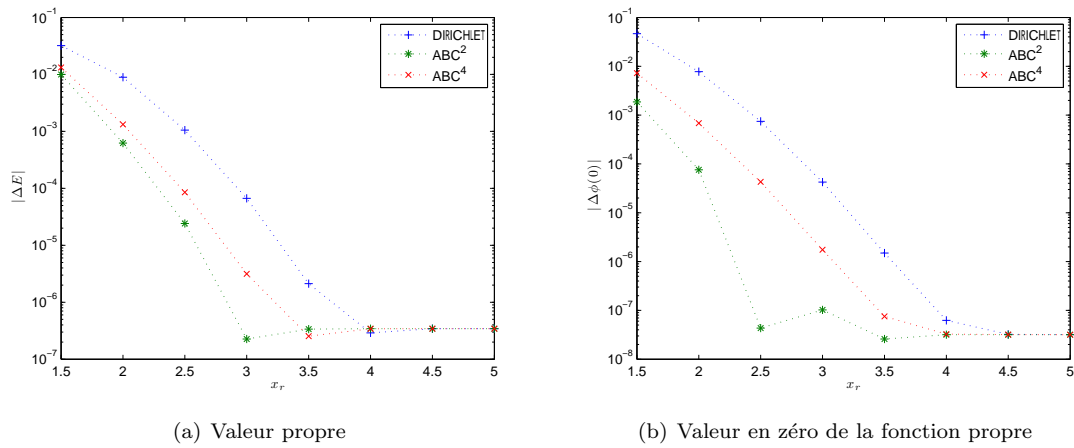 10^-1
10^-2
10^-3
10^-4
10^-5
10^-6
10^-7
|ΔE|
1.5 2 2.5 3 3.5 4 4.5 5
x_r
DIRICHLET
ABC^2
ABC^4
(a) Valeur propre
10^-1
10^-2
10^-3
10^-4
10^-5
10^-6
10^-7
10^-8
|Δϕ(0)|
1.5 2 2.5 3 3.5 4 4.5 5
x_r
DIRICHLET
ABC^2
ABC^4
(b) Valeur en zéro de la fonction propre